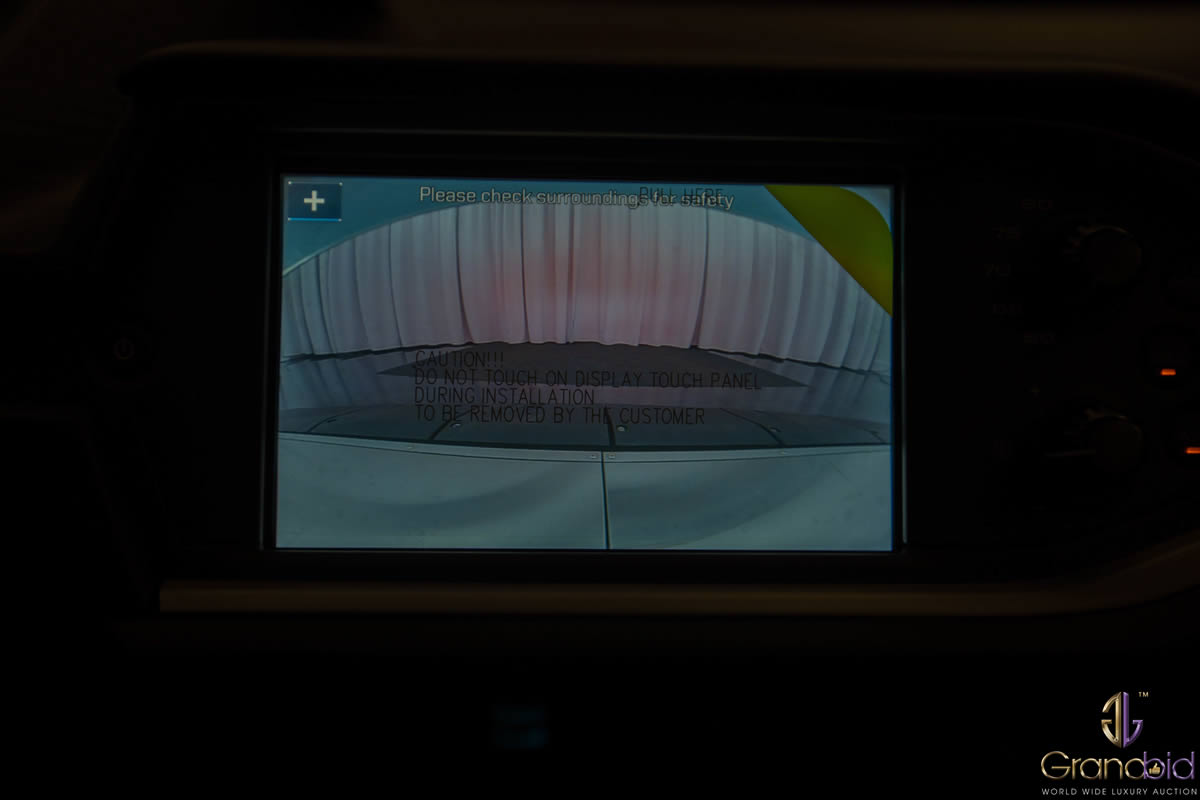 +
Please check surroundings for safety
PULL HERE
CAUTION!!!
DO NOT TOUCH ON DISPLAY TOUCH PANEL
DURING INSTALLATION
TO BE REMOVED BY THE CUSTOMER
TM
Grandbid
WORLD WIDE LUXURY AUCTION